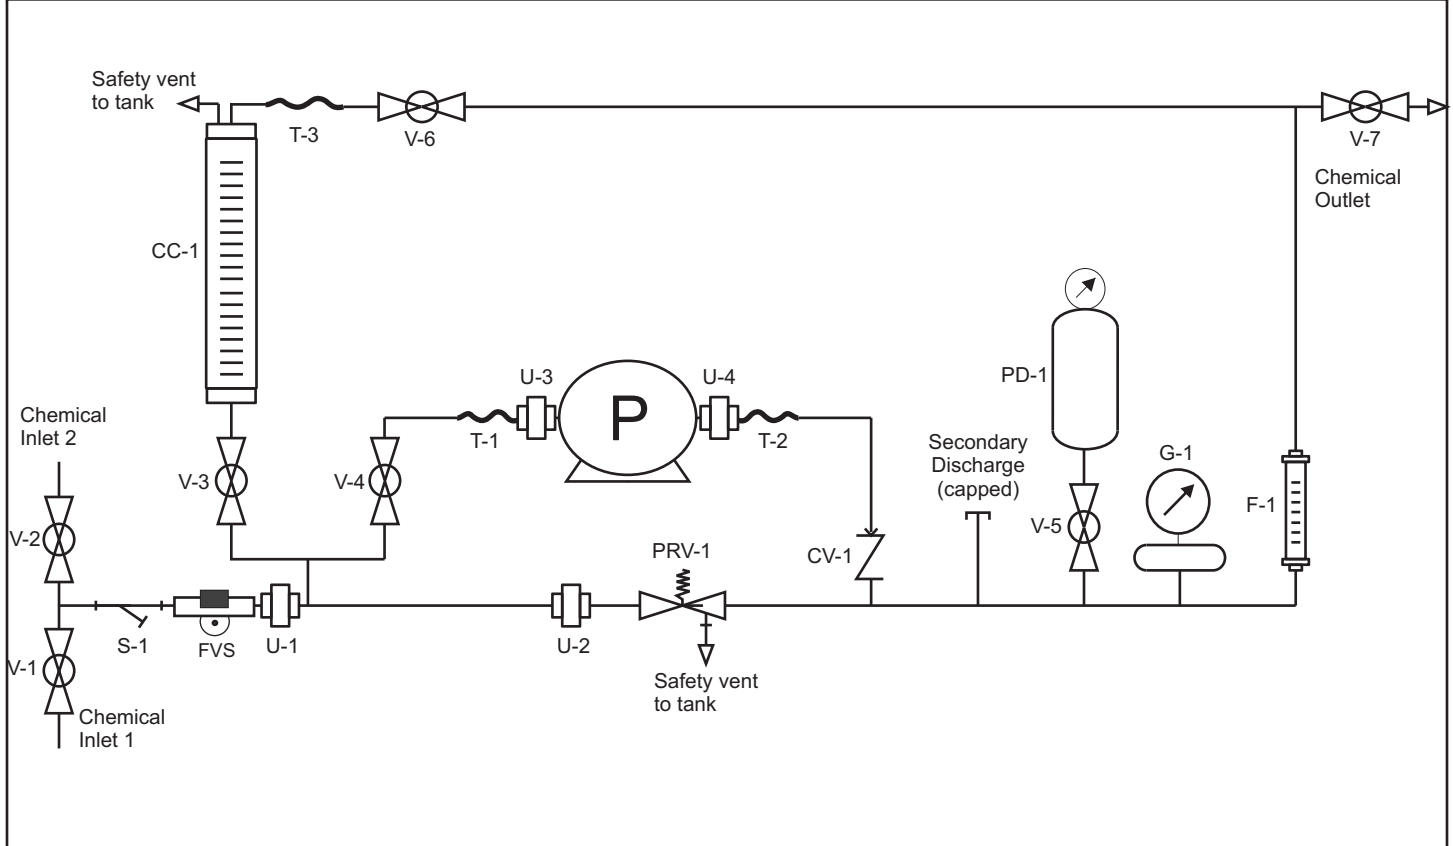 Safety vent
to tank
T-3
V-6
V-7
Chemical
Outlet
CC-1
U-3
U-4
P
T-1
T-2
PD-1
Chemical
Inlet 2
Secondary
Discharge
(capped)
G-1
V-3
V-4
V-5
F-1
V-2
PRV-1
CV-1
S-1
FVS
U-1
U-2
V-1
Safety vent
to tank
Chemical
Inlet 1